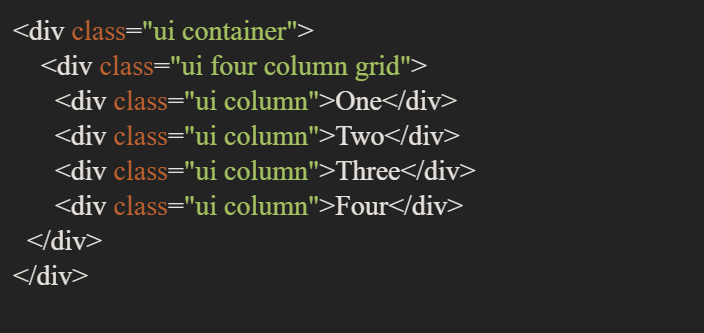 <div class="ui container">
<div class="ui four column grid">
<div class="ui column">One</div>
<div class="ui column">Two</div>
<div class="ui column">Three</div>
<div class="ui column">Four</div>
</div>
</div>